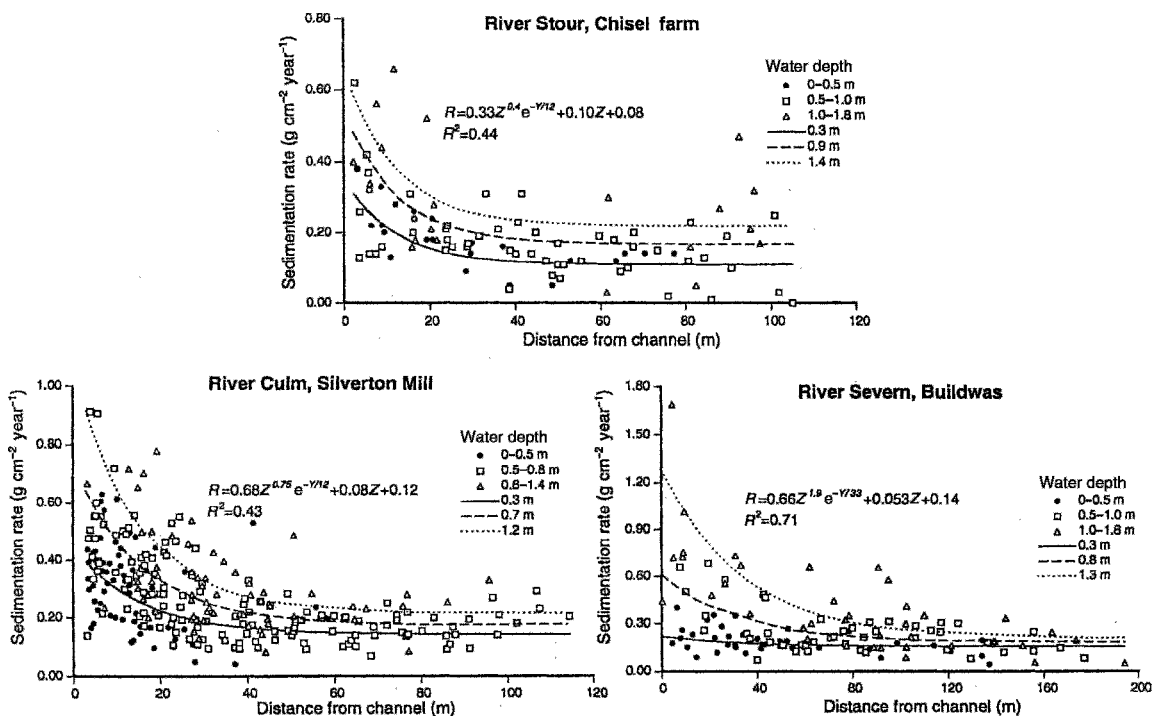 River Stour, Chisel farm
0.80
0.60
0.40
0.20
0.00
Sedimentation rate (g cm⁻² year⁻¹)
R=0.33Z^0.4 e^-Y/12+0.10Z+0.08
R²=0.44
Water depth
0–0.5 m
0.5–1.0 m
1.0–1.8 m
0.3 m
0.9 m
1.4 m
0 20 40 60 80 100 120
Distance from channel (m)
River Culm, Silverton Mill
1.00
0.80
0.60
0.40
0.20
0.00
Sedimentation rate (g cm⁻² year⁻¹)
R=0.68Z^0.75 e^-Y/12+0.08Z+0.12
R²=0.43
Water depth
0–0.5 m
0.5–0.8 m
0.8–1.4 m
0.3 m
0.7 m
1.2 m
0 20 40 60 80 100 120
Distance from channel (m)
River Severn, Buildwas
1.80
1.50
1.20
0.90
0.60
0.30
0.00
Sedimentation rate (g cm⁻² year⁻¹)
R=0.66Z^1.9 e^-Y/33+0.053Z+0.14
R²=0.71
Water depth
0–0.5 m
0.5–1.0 m
1.0–1.8 m
0.3 m
0.8 m
1.3 m
0 40 80 120 160 200
Distance from channel (m)